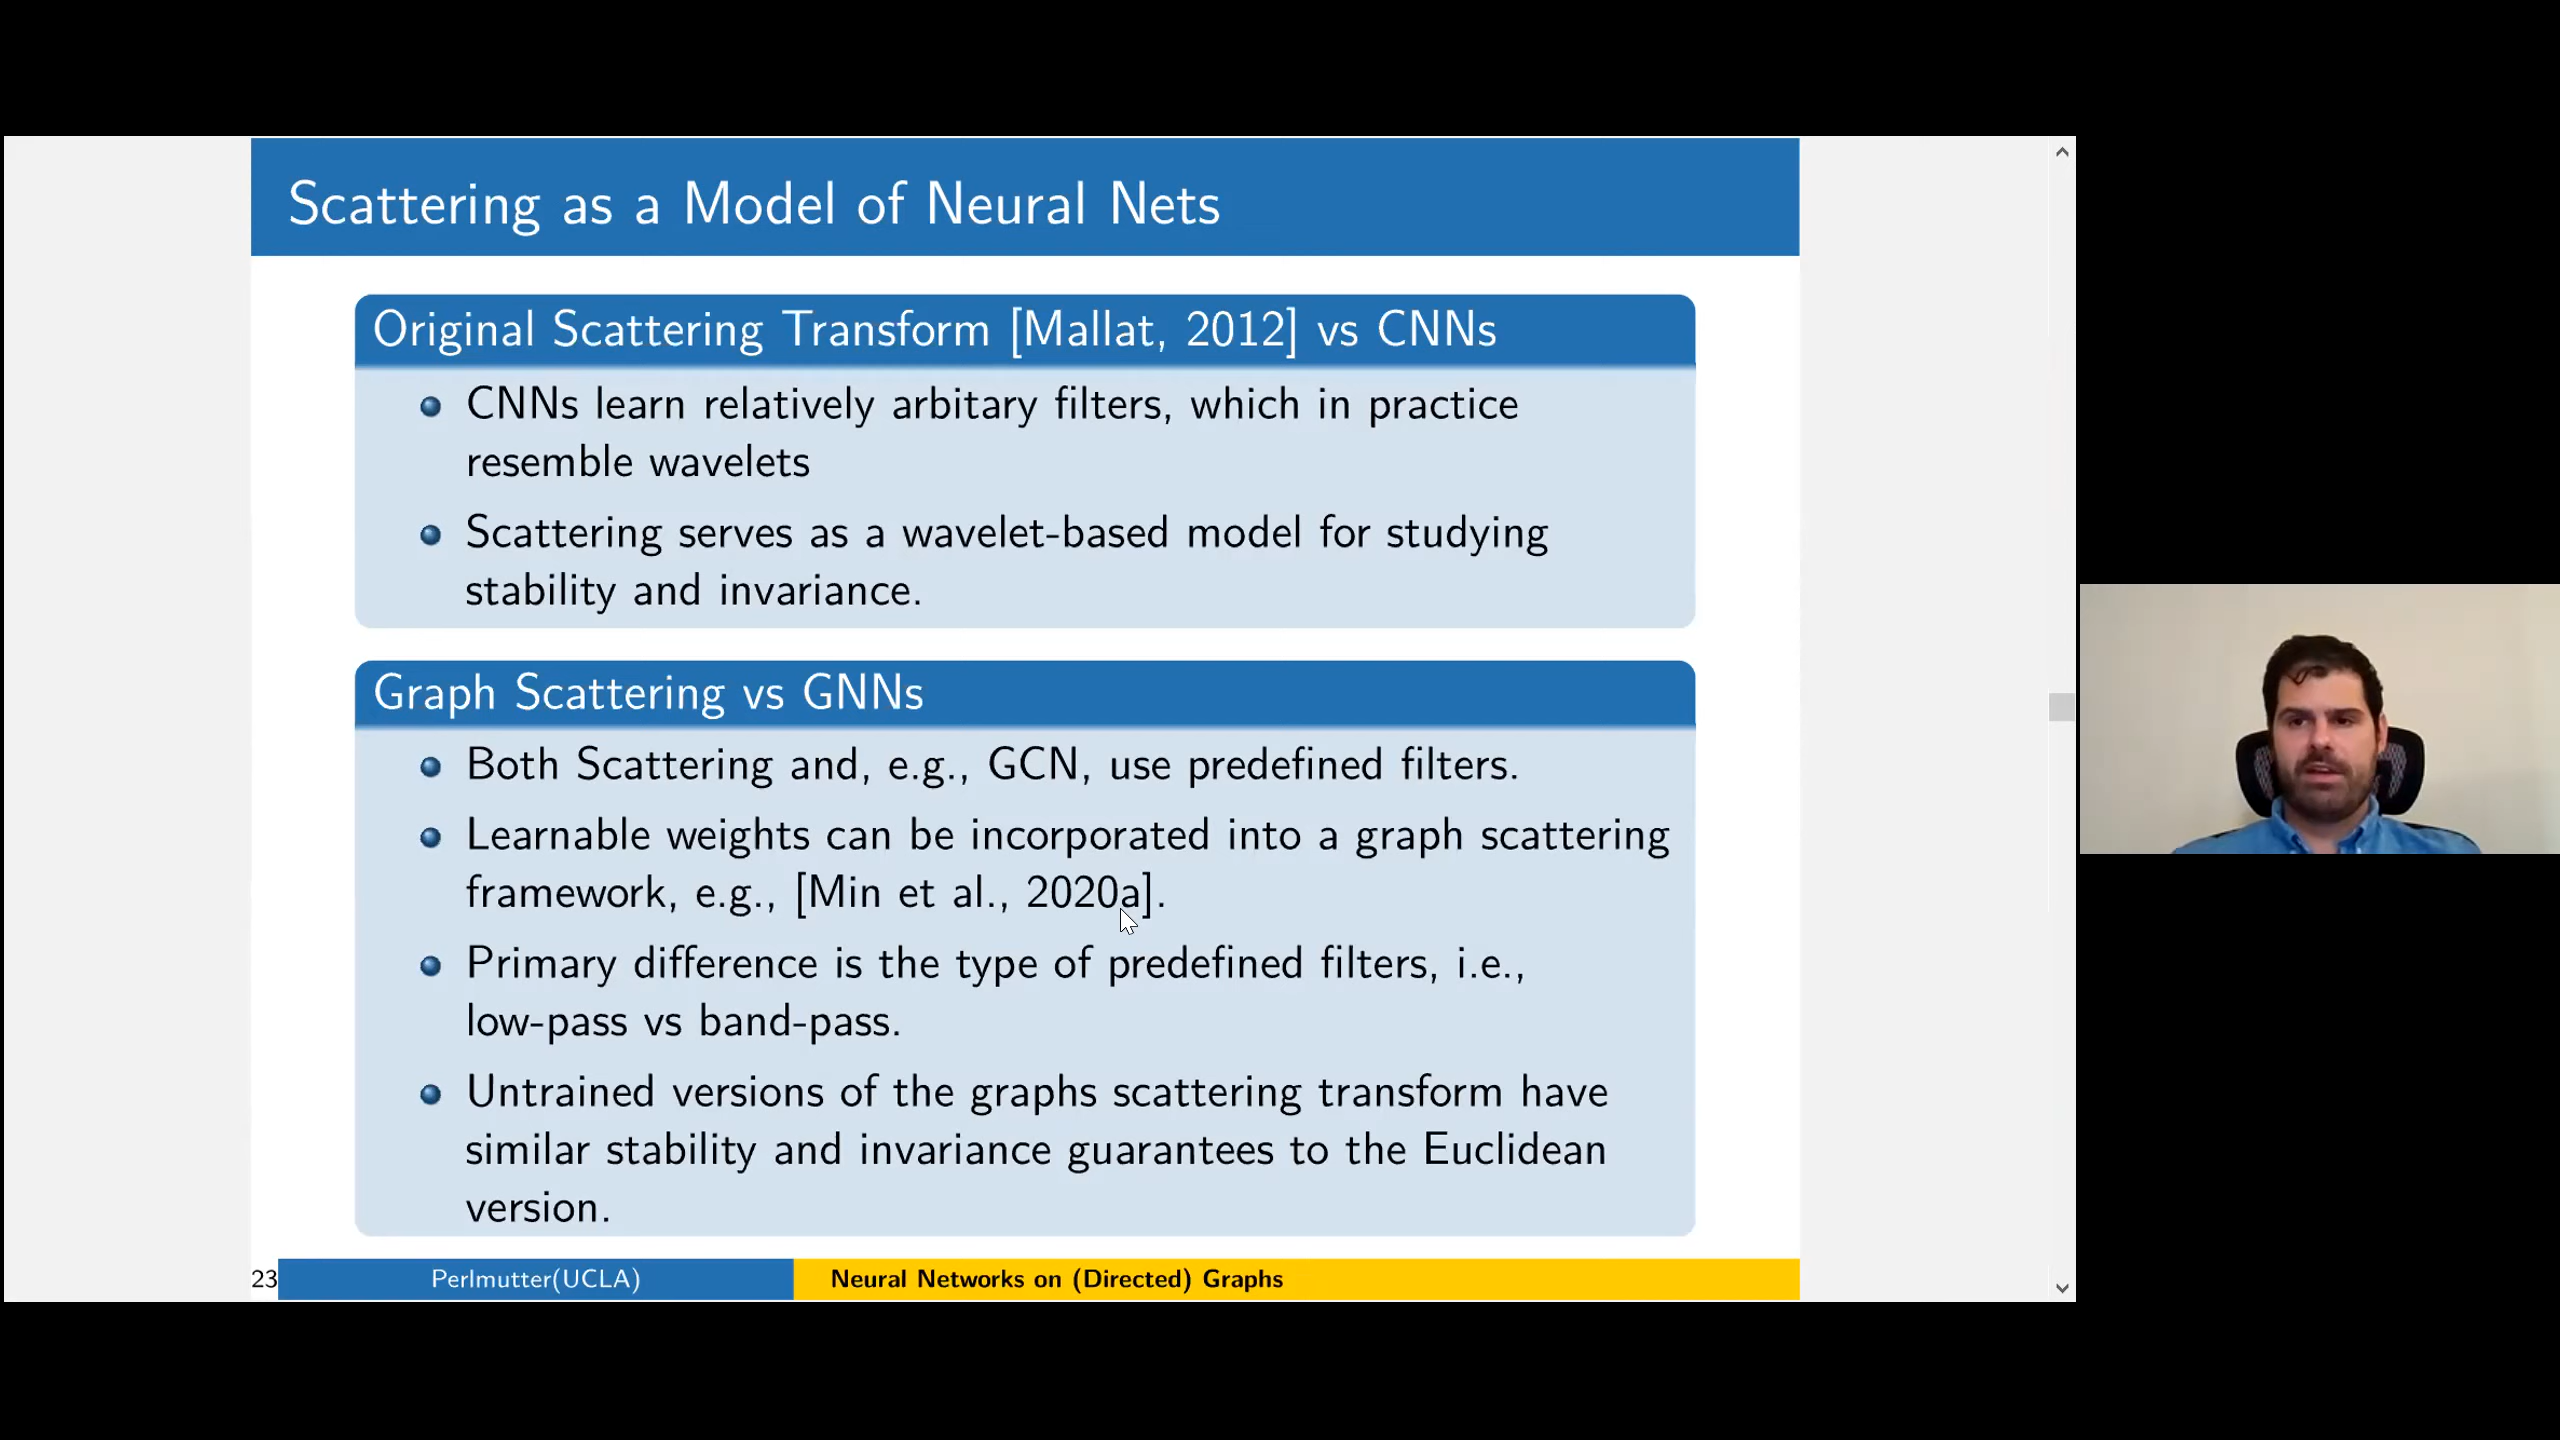 Scattering as a Model of Neural Nets
Original Scattering Transform [Mallat, 2012] vs CNNs
CNNs learn relatively arbitary filters, which in practice
resemble wavelets
Scattering serves as a wavelet-based model for studying
stability and invariance.
Graph Scattering vs GNNs
Both Scattering and, e.g., GCN, use predefined filters.
Learnable weights can be incorporated into a graph scattering
framework, e.g., [Min et al., 2020a].
Primary difference is the type of predefined filters, i.e.,
low-pass vs band-pass.
Untrained versions of the graphs scattering transform have
similar stability and invariance guarantees to the Euclidean
version.
23
Perlmutter(UCLA)
Neural Networks on (Directed) Graphs